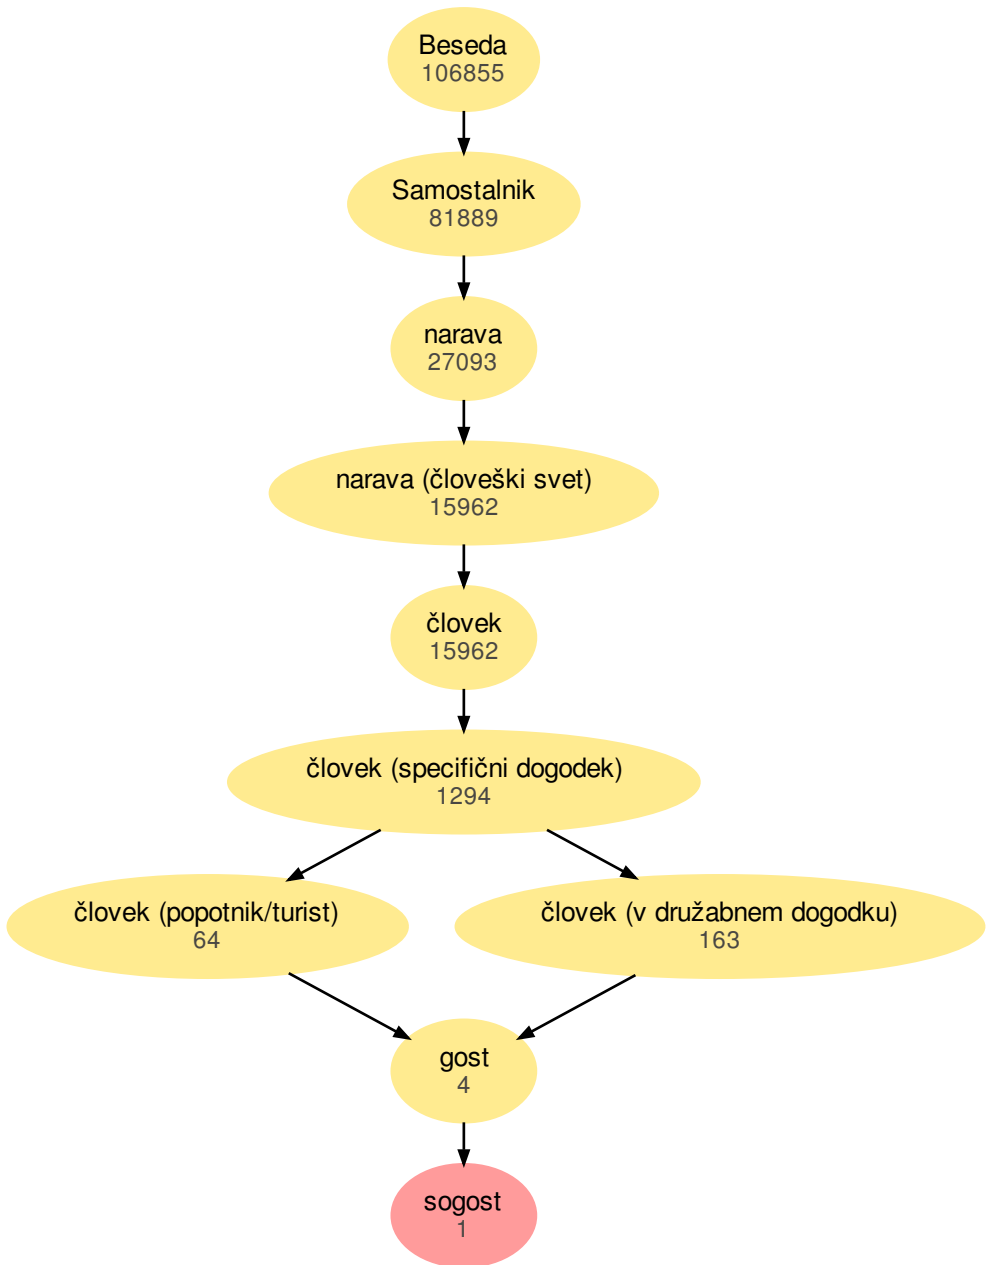 Beseda
106855
Samostalnik
81889
narava
27093
narava (človeški svet)
15962
človek
15962
človek (specifični dogodek)
1294
človek (popotnik/turist)
64
človek (v družabnem dogodku)
163
gost
4
sogost
1